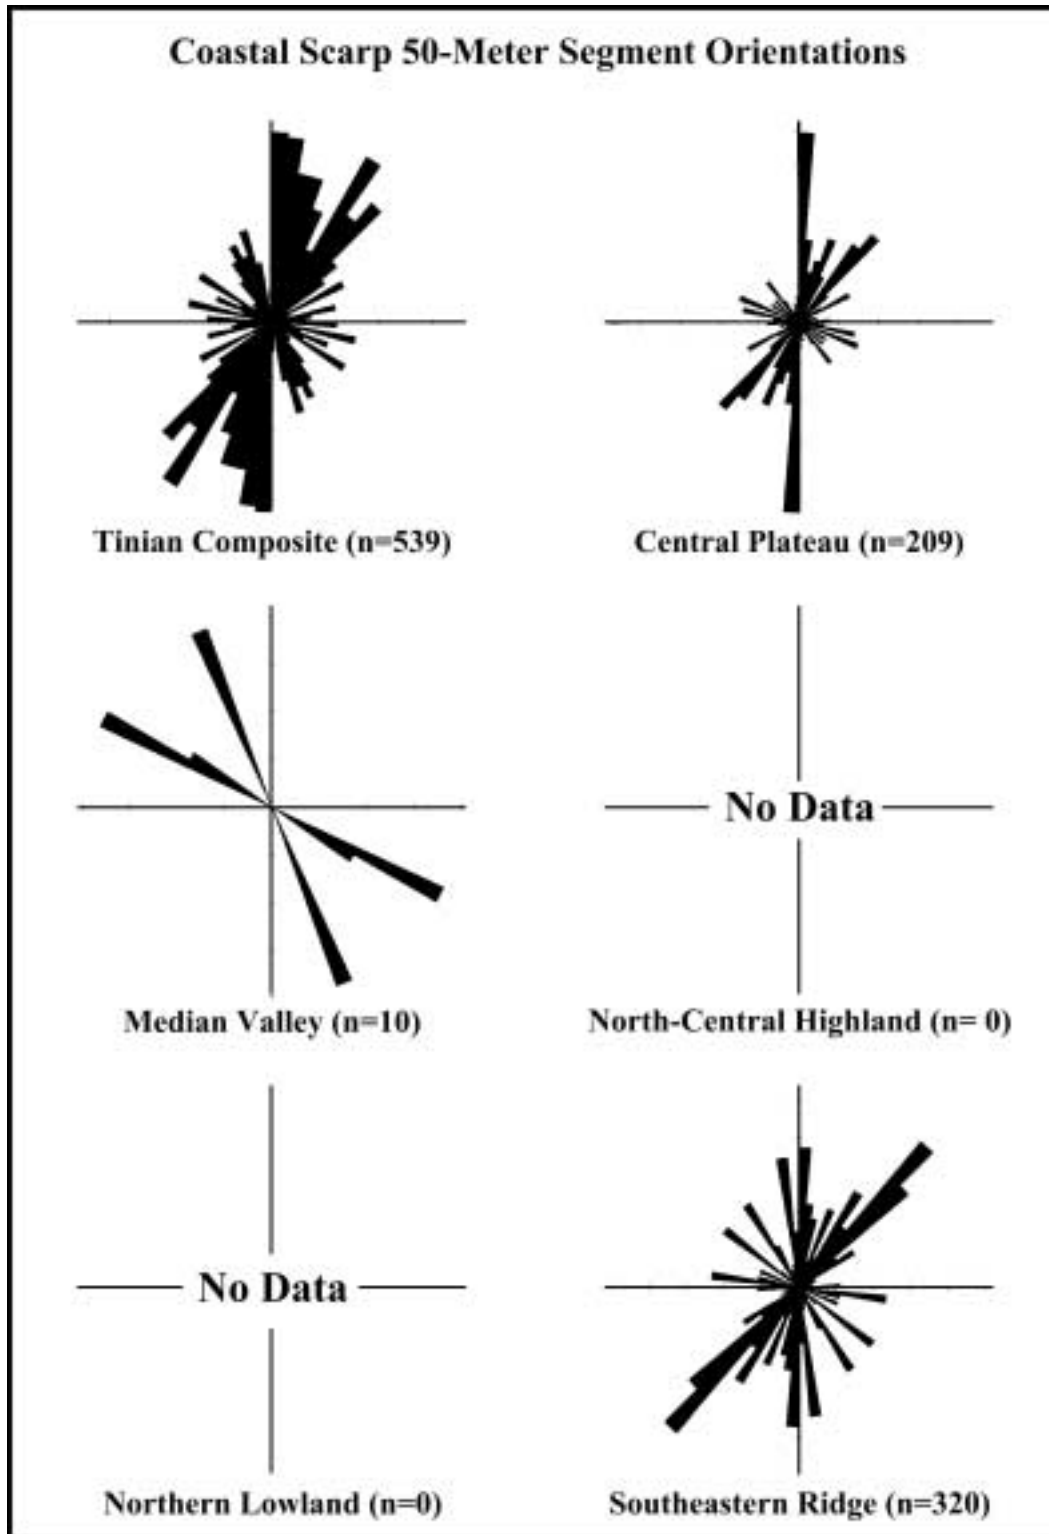 Coastal Scarp 50-Meter Segment Orientations
Tinian Composite (n=539)
Central Plateau (n=209)
No Data
Median Valley (n=10)
North-Central Highland (n= 0)
No Data
Northern Lowland (n=0)
Southeastern Ridge (n=320)